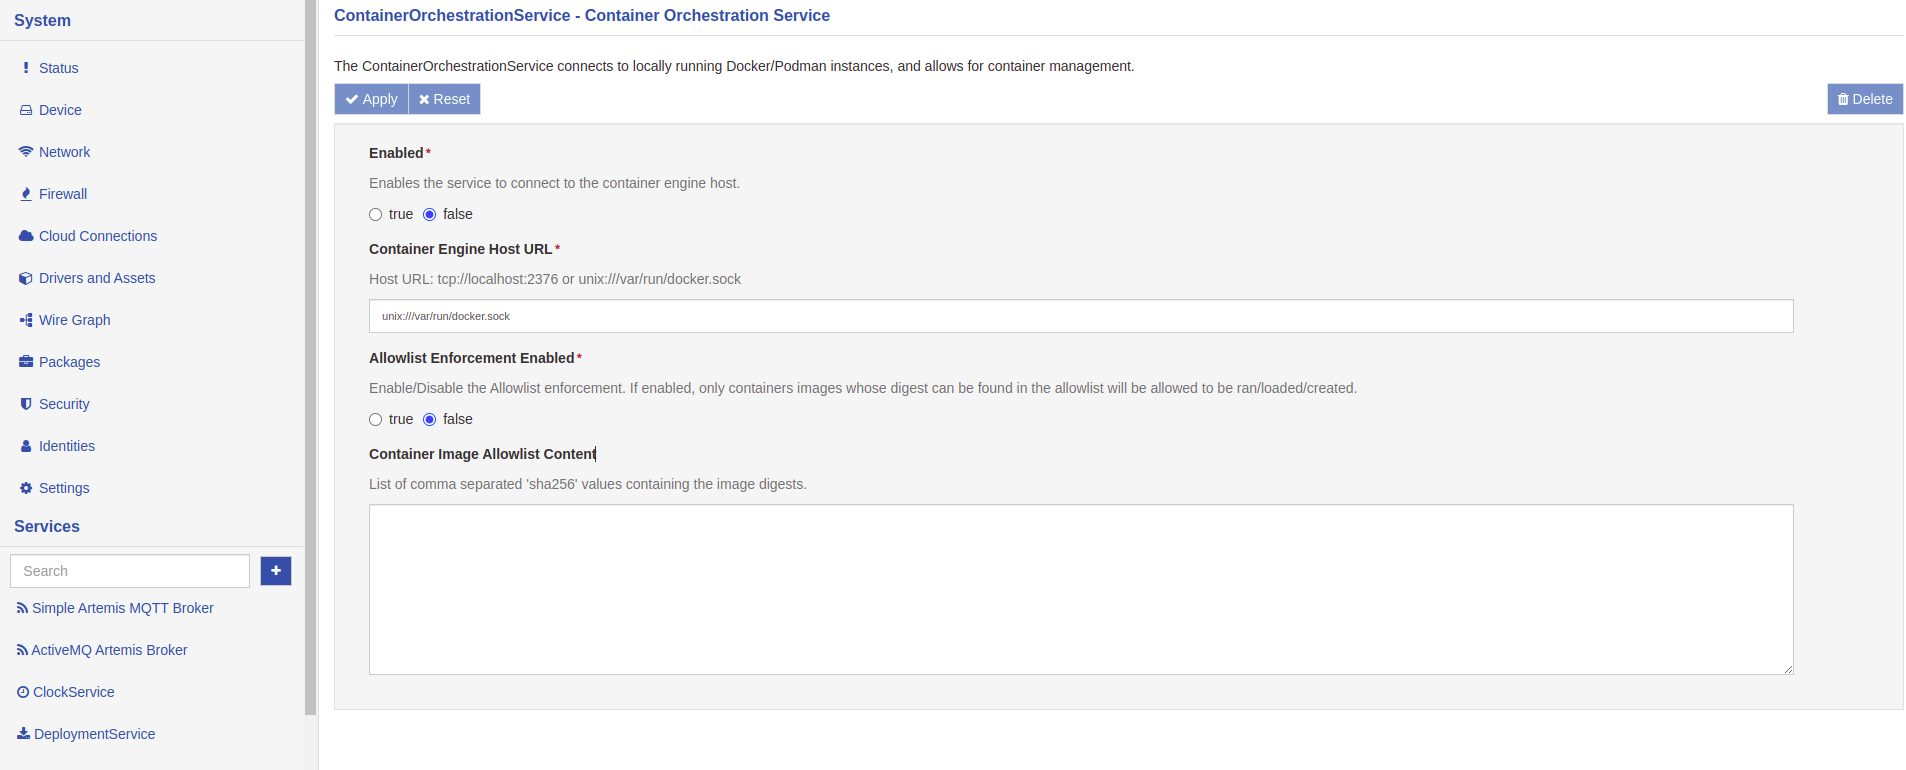 System
Status
Device
Network
Firewall
Cloud Connections
Drivers and Assets
Wire Graph
Packages
Security
Identities
Settings
Services
Search
Simple Artemis MQTT Broker
ActiveMQ Artemis Broker
ClockService
DeploymentService
ContainerOrchestrationService - Container Orchestration Service
The ContainerOrchestrationService connects to locally running Docker/Podman instances, and allows for container management.
Apply Reset Delete
Enabled*
Enables the service to connect to the container engine host.
true false
Container Engine Host URL*
Host URL: tcp://localhost:2376 or unix:///var/run/docker.sock
unix:///var/run/docker.sock
Allowlist Enforcement Enabled*
Enable/Disable the Allowlist enforcement. If enabled, only containers images whose digest can be found in the allowlist will be allowed to be ran/loaded/created.
true false
Container Image Allowlist Content
List of comma separated 'sha256' values containing the image digests.